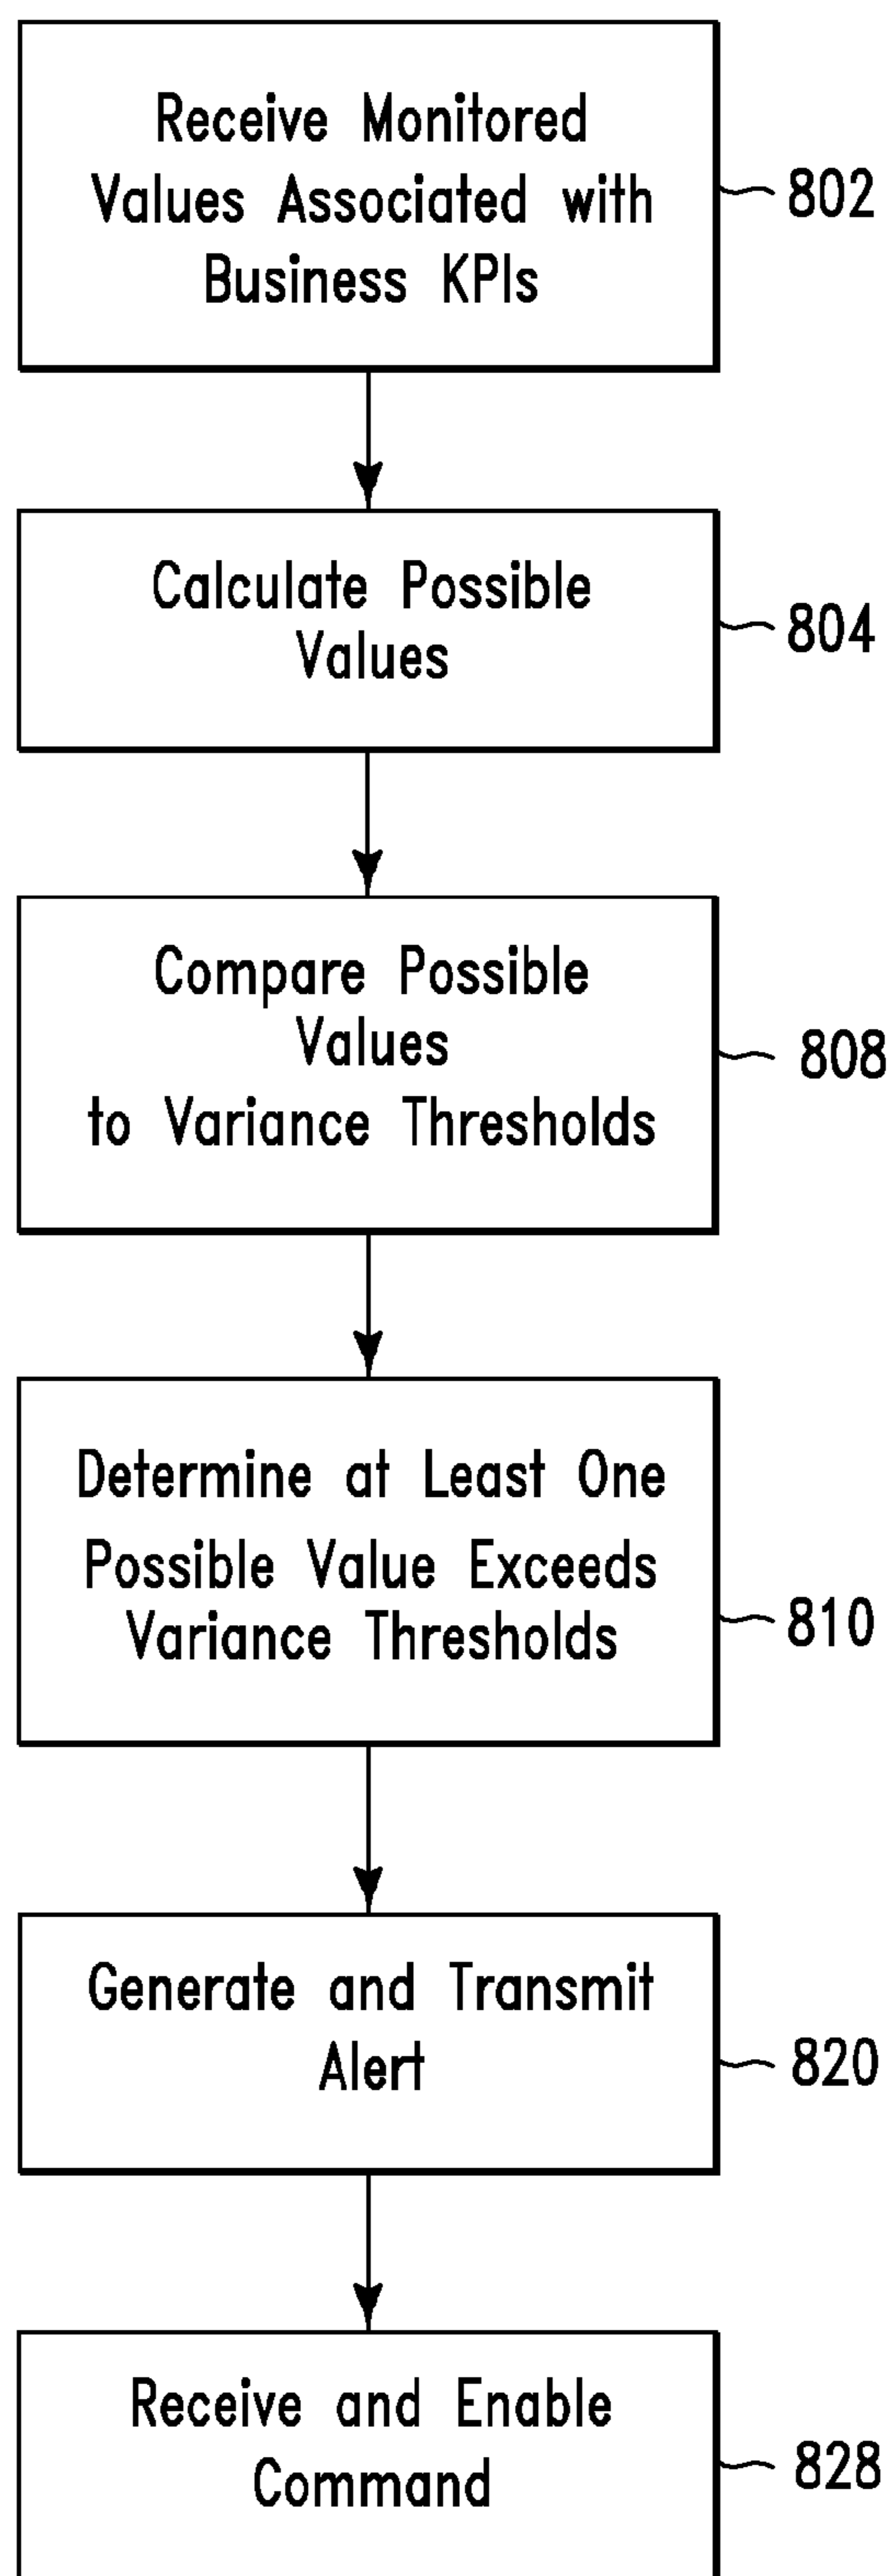 Receive Monitored
Values Associated with
Business KPIs
802
Calculate Possible
Values
804
Compare Possible
Values
to Variance Thresholds
808
Determine at Least One
Possible Value Exceeds
Variance Thresholds
810
Generate and Transmit
Alert
820
Receive and Enable
Command
828